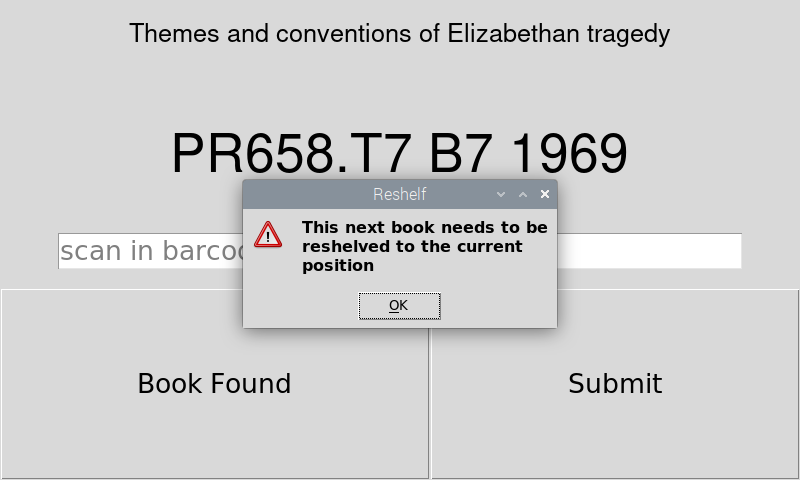 Themes and conventions of Elizabethan tragedy
PR658.T7 B7 1969
Reshelf
This next book needs to be
reshelved to the current
position
scan in
OK
Book Found
Submit